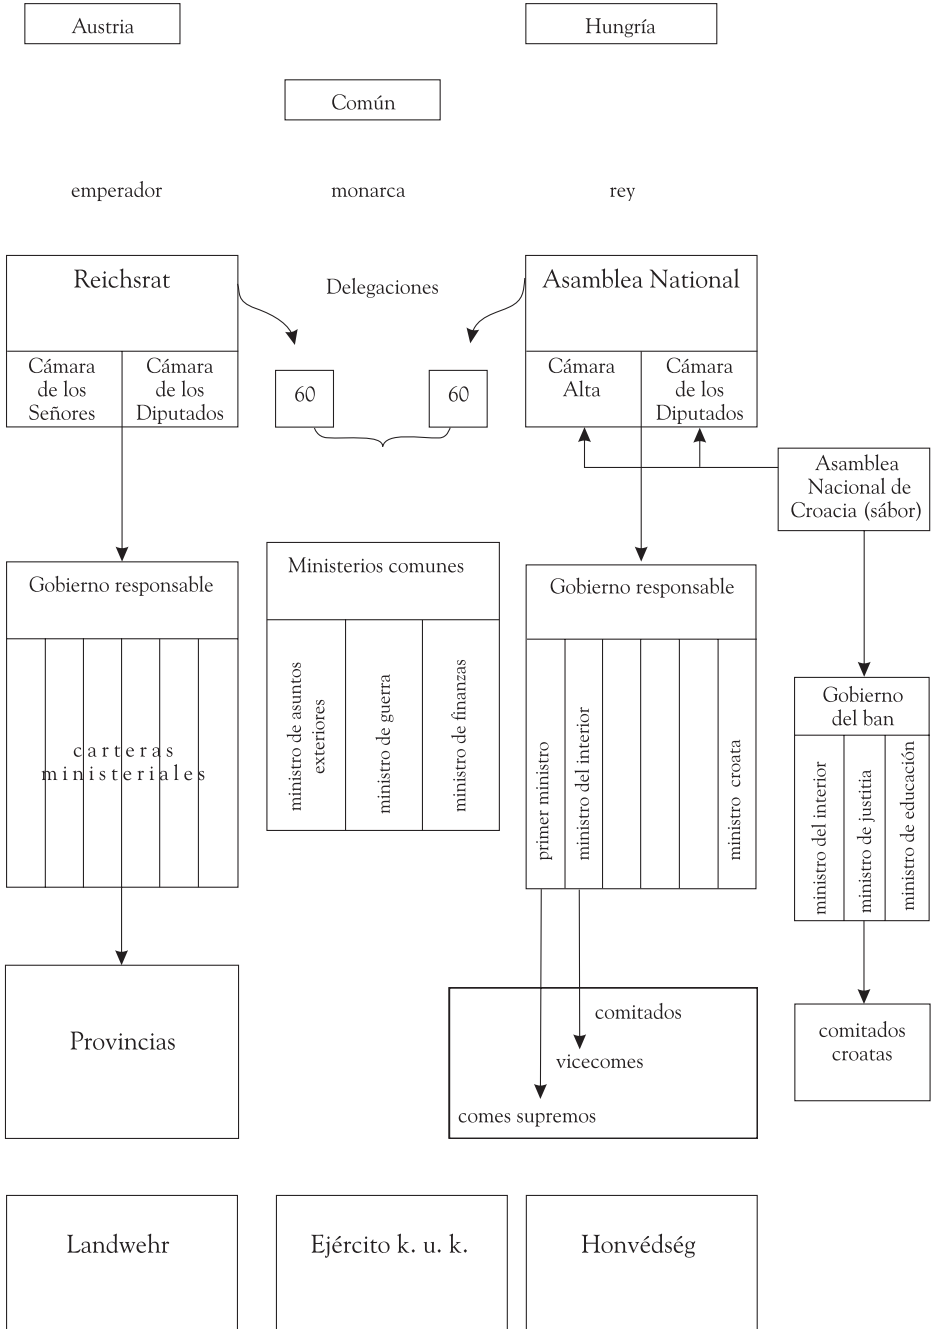 Austria
Hungría
Común
emperador
monarca
rey
Reichsrat
Cámara
de los
Señores
Cámara
de los
Diputados
Delegaciones
60
60
Asamblea National
Cámara
Alta
Cámara
de los
Diputados
Asamblea
Nacional de
Croacia (sábor)
Gobierno responsable
carteras
ministeriales
Ministerios comunes
ministro de asuntos
exteriores
ministro de guerra
ministro de finanzas
Gobierno responsable
primer ministro
ministro del interior
ministro croata
Gobierno
del ban
ministro del interior
ministro de justitia
ministro de educación
Provincias
comitados
vicecomes
comes supremos
comitados
croatas
Landwehr
Ejército k. u. k.
Honvédség